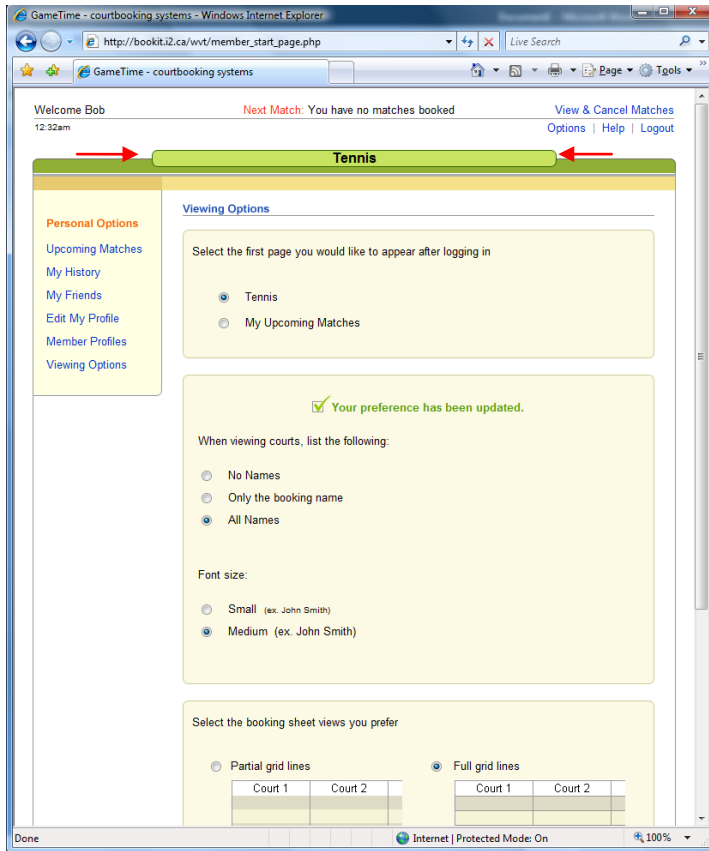 GameTime - courtbooking systems - Windows Internet Explorer
http://bookit.i2.ca/wvt/member_start_page.php
Live Search
GameTime - courtbooking systems
Page
Tools
Welcome Bob
Next Match: You have no matches booked
View & Cancel Matches
12:32am
Options | Help | Logout
Tennis
Personal Options
Upcoming Matches
My History
My Friends
Edit My Profile
Member Profiles
Viewing Options
Viewing Options
Select the first page you would like to appear after logging in
Tennis
My Upcoming Matches
Your preference has been updated.
When viewing courts, list the following:
No Names
Only the booking name
All Names
Font size:
Small (ex. John Smith)
Medium (ex. John Smith)
Select the booking sheet views you prefer
Partial grid lines
Full grid lines
Court 1 Court 2
Court 1 Court 2
Done
Internet | Protected Mode: On
100%